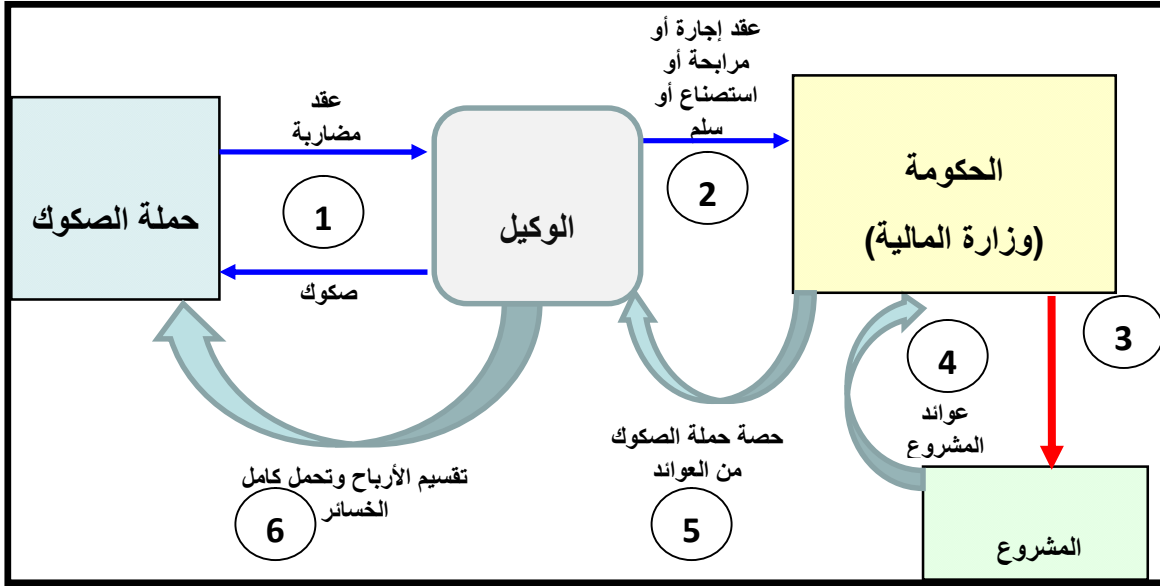 حملة الصكوك
عقد
مضاربة
1
صكوك
الوكيل
عقد إجارة أو
مرابحة أو
استصناع أو
سلم
2
الحكومة
(وزارة المالية)
3
4
عوائد
المشروع
المشروع
حصة حملة الصكوك
من العوائد
5
تقسيم الأرباح وتحمل كامل
الخسائر
6